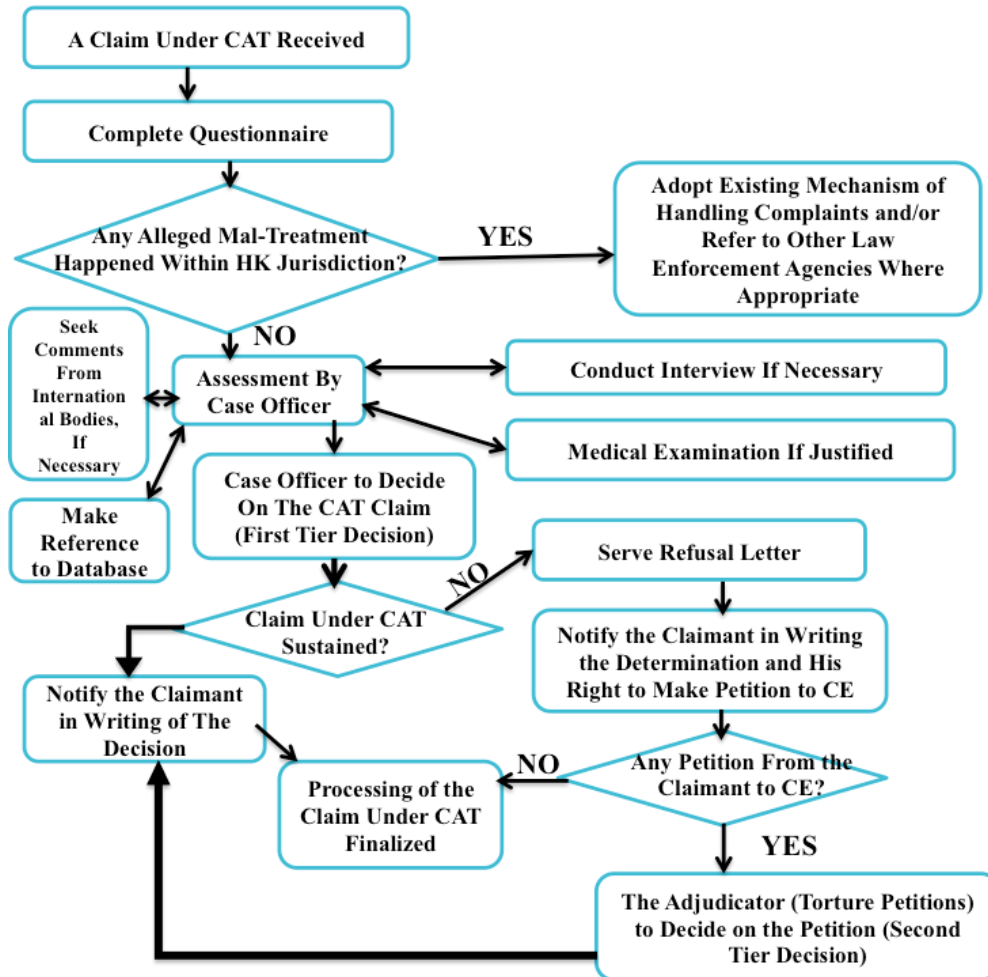 A Claim Under CAT Received
Complete Questionnaire
Any Alleged Mal-Treatment
Happened Within HK Jurisdiction?
YES
Adopt Existing Mechanism of
Handling Complaints and/or
Refer to Other Law
Enforcement Agencies Where
Appropriate
NO
Seek
Comments
From
Internation
al Bodies,
If
Necessary
Assessment By
Case Officer
Conduct Interview If Necessary
Medical Examination If Justified
Make
Reference
to Database
Case Officer to Decide
On The CAT Claim
(First Tier Decision)
NO
Serve Refusal Letter
Claim Under CAT
Sustained?
Notify the Claimant in Writing
the Determination and His
Right to Make Petition to CE
Notify the Claimant
in Writing of The
Decision
Any Petition From the
Claimant to CE?
NO
Processing of the
Claim Under CAT
Finalized
YES
The Adjudicator (Torture Petitions)
to Decide on the Petition (Second
Tier Decision)